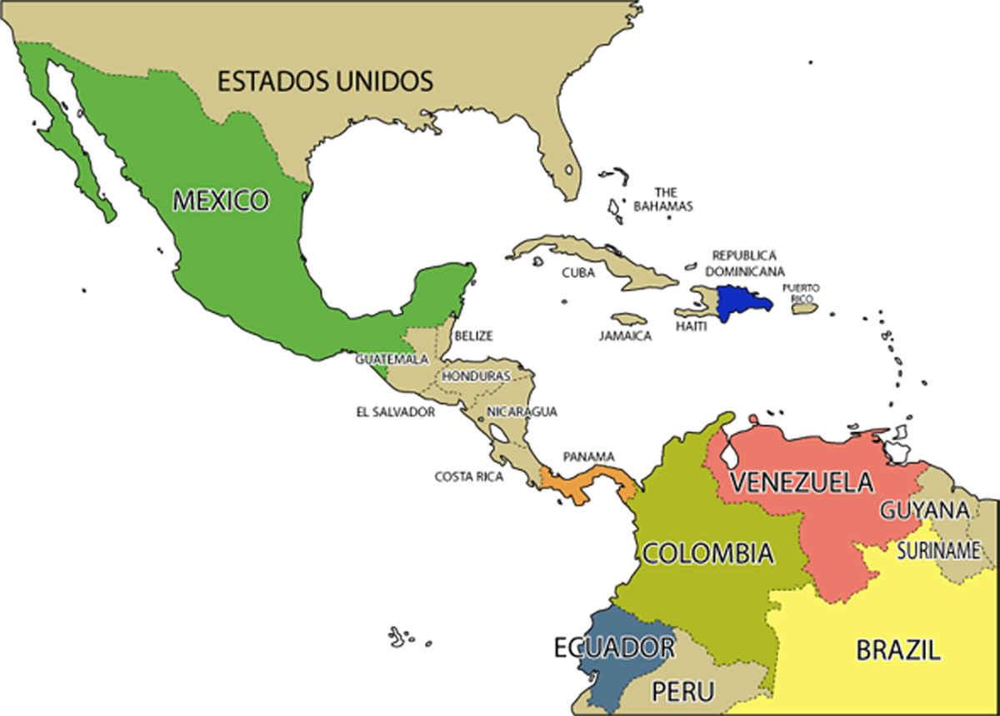 ESTADOS UNIDOS
MEXICO
THE
BAHAMAS
REPUBLICA
DOMINICANA
CUBA
PUERTO
RICO
HAITI
JAMAICA
BELIZE
GUATEMALA
HONDURAS
EL SALVADOR
NICARAGUA
PANAMA
COSTA RICA
VENEZUELA
GUYANA
SURINAME
COLOMBIA
ECUADOR
BRAZIL
PERU